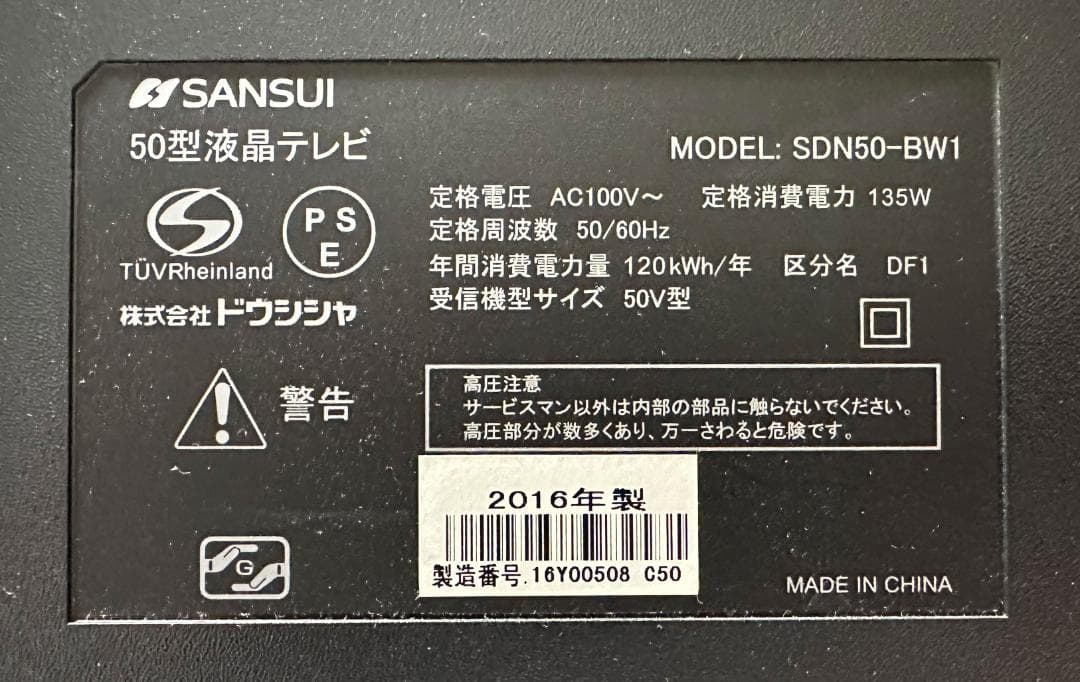 SANSUI
50型液晶テレビ
MODEL: SDN50-BW1
TÜVRheinland
PSE
株式会社ドウシシャ
定格電圧 AC100V～ 定格消費電力 135W
定格周波数 50/60Hz
年間消費電力量 120kWh/年 区分名 DF1
受信機型サイズ 50V型
警告
高圧注意
サービスマン以外は内部の部品に触らないでください。
高圧部分が数多くあり、万一さわると危険です。
2016年製
製造番号.16Y00508 C50
G
MADE IN CHINA